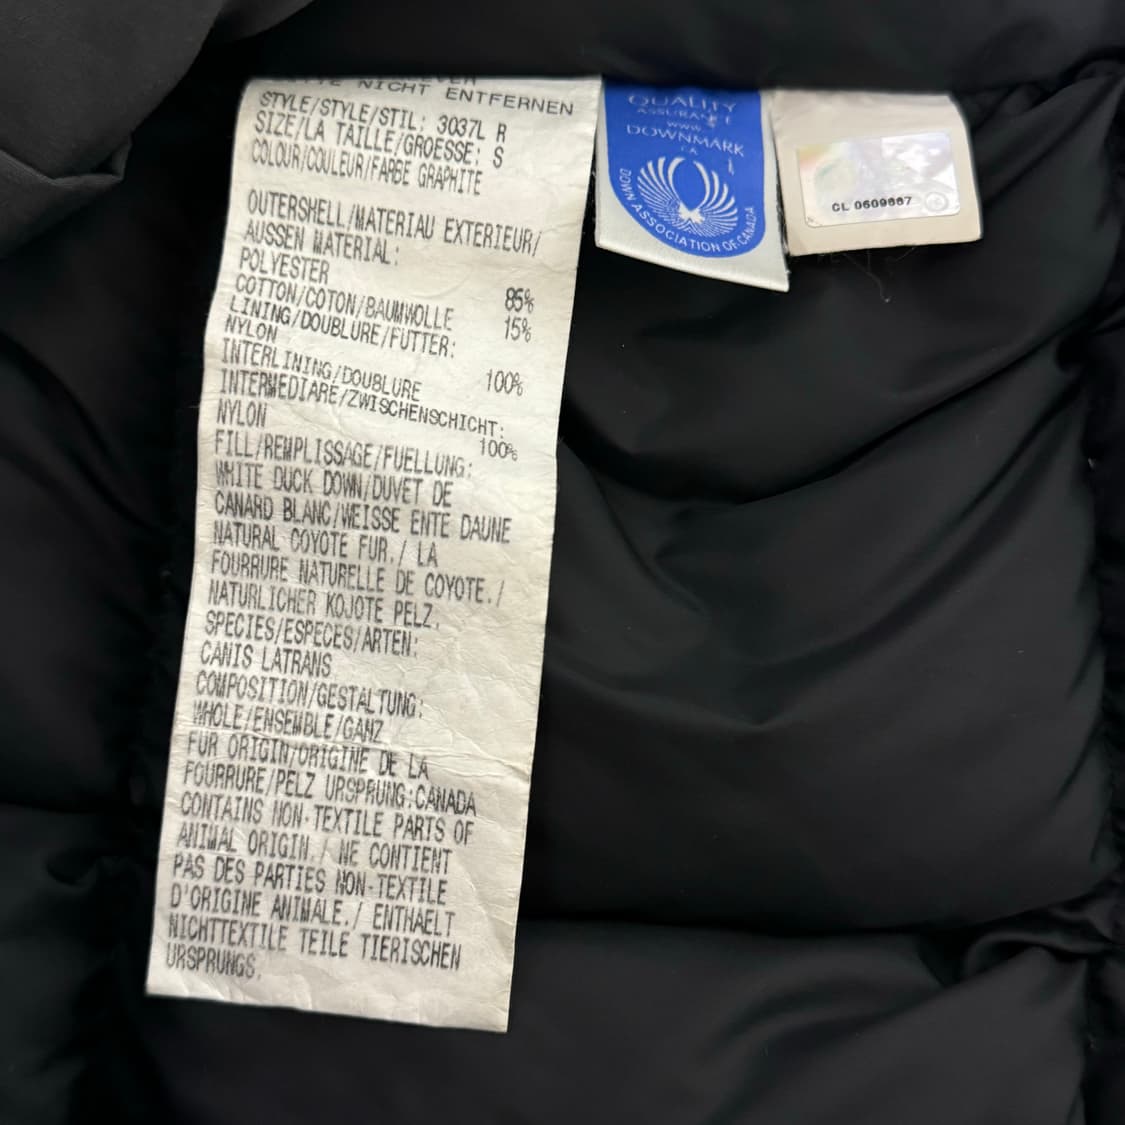 NICHT ENTFERNEN
STYLE/STYLE/STIL: 3037L R
SIZE/LA TAILLE/GROESSE: S
COLOUR/COULEUR/FARBE GRAPHITE
OUTERSHELL/MATERIAU EXTERIEUR/
AUSSEN MATERIAL:
POLYESTER 85%
COTTON/COTON/BAUMWOLLE 15%
LINING/DOUBLURE/FUTTER:
NYLON 100%
INTERLINING/DOUBLURE
INTERMEDIARE/ZWISCHENSCHICHT:
NYLON 100%
FILL/REMPLISSAGE/FUELLUNG:
WHITE DUCK DOWN/DUVET DE
CANARD BLANC/WEISSE ENTE DAUNE
NATURAL COYOTE FUR./ LA
FOURRURE NATURELLE DE COYOTE./
NATURLICHER KOJOTE PELZ.
SPECIES/ESPECES/ARTEN:
CANIS LATRANS
COMPOSITION/GESTALTUNG:
WHOLE/ENSEMBLE/GANZ
FUR ORIGIN/ORIGINE DE LA
FOURRURE/PELZ URSPRUNG:CANADA
CONTAINS NON-TEXTILE PARTS OF
ANIMAL ORIGIN./ NE CONTIENT
PAS DES PARTIES NON-TEXTILE
D'ORIGINE ANIMALE./ ENTHAELT
NICHTTEXTILE TEILE TIERISCHEN
URSPRUNGS.
QUALITY
ASSURANCE
www
DOWNMARK
.CA
DOWN ASSOCIATION OF CANADA
CL 0609667